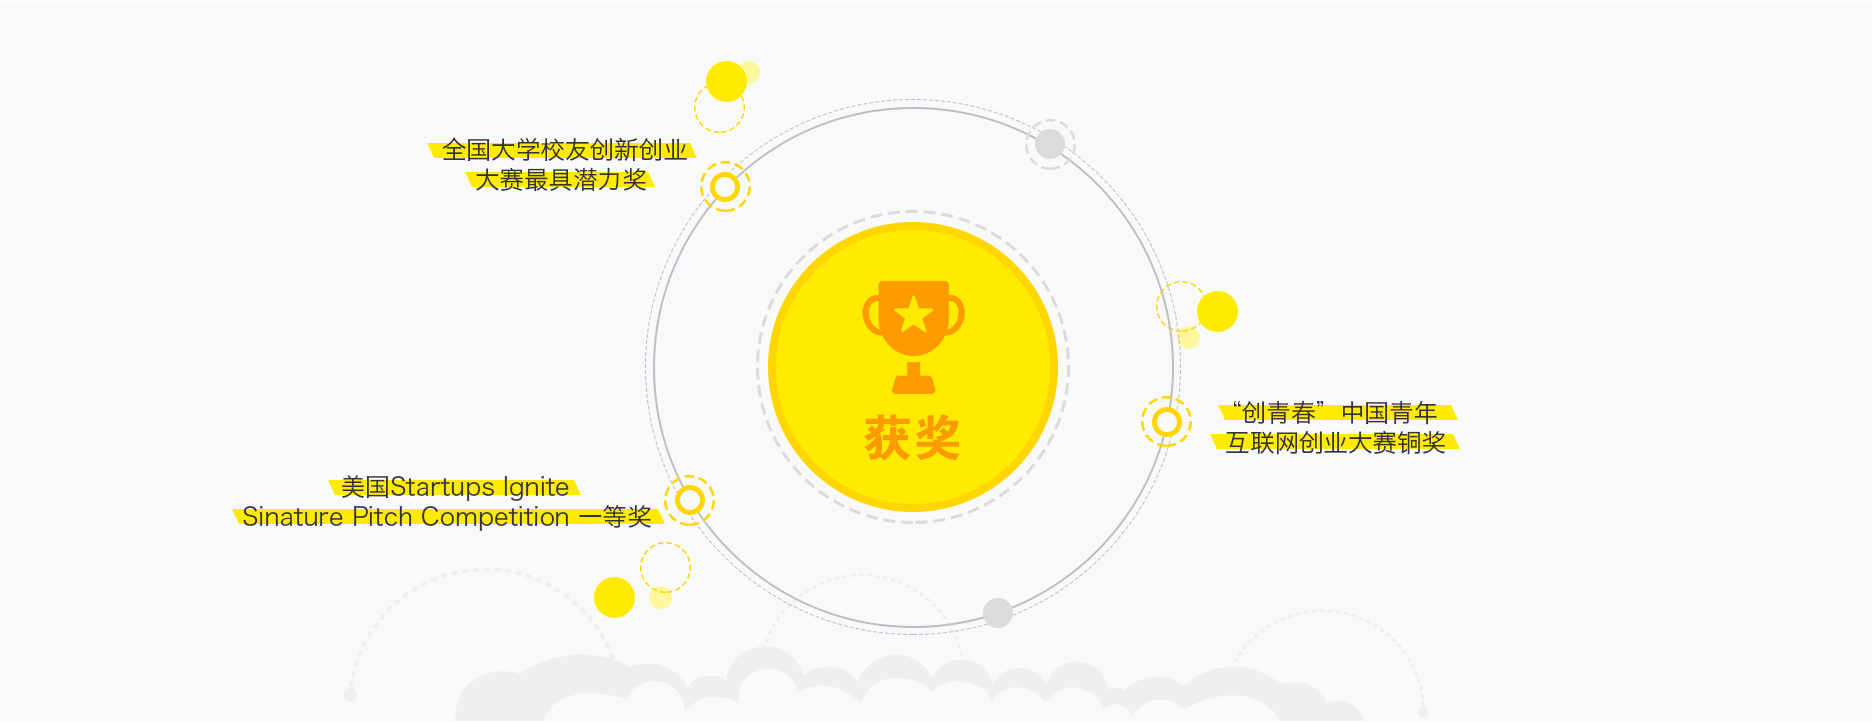 全国大学校友创新创业
大赛最具潜力奖
获奖
“创青春” 中国青年
互联网创业大赛铜奖
美国Startups Ignite
Sinature Pitch Competition 一等奖